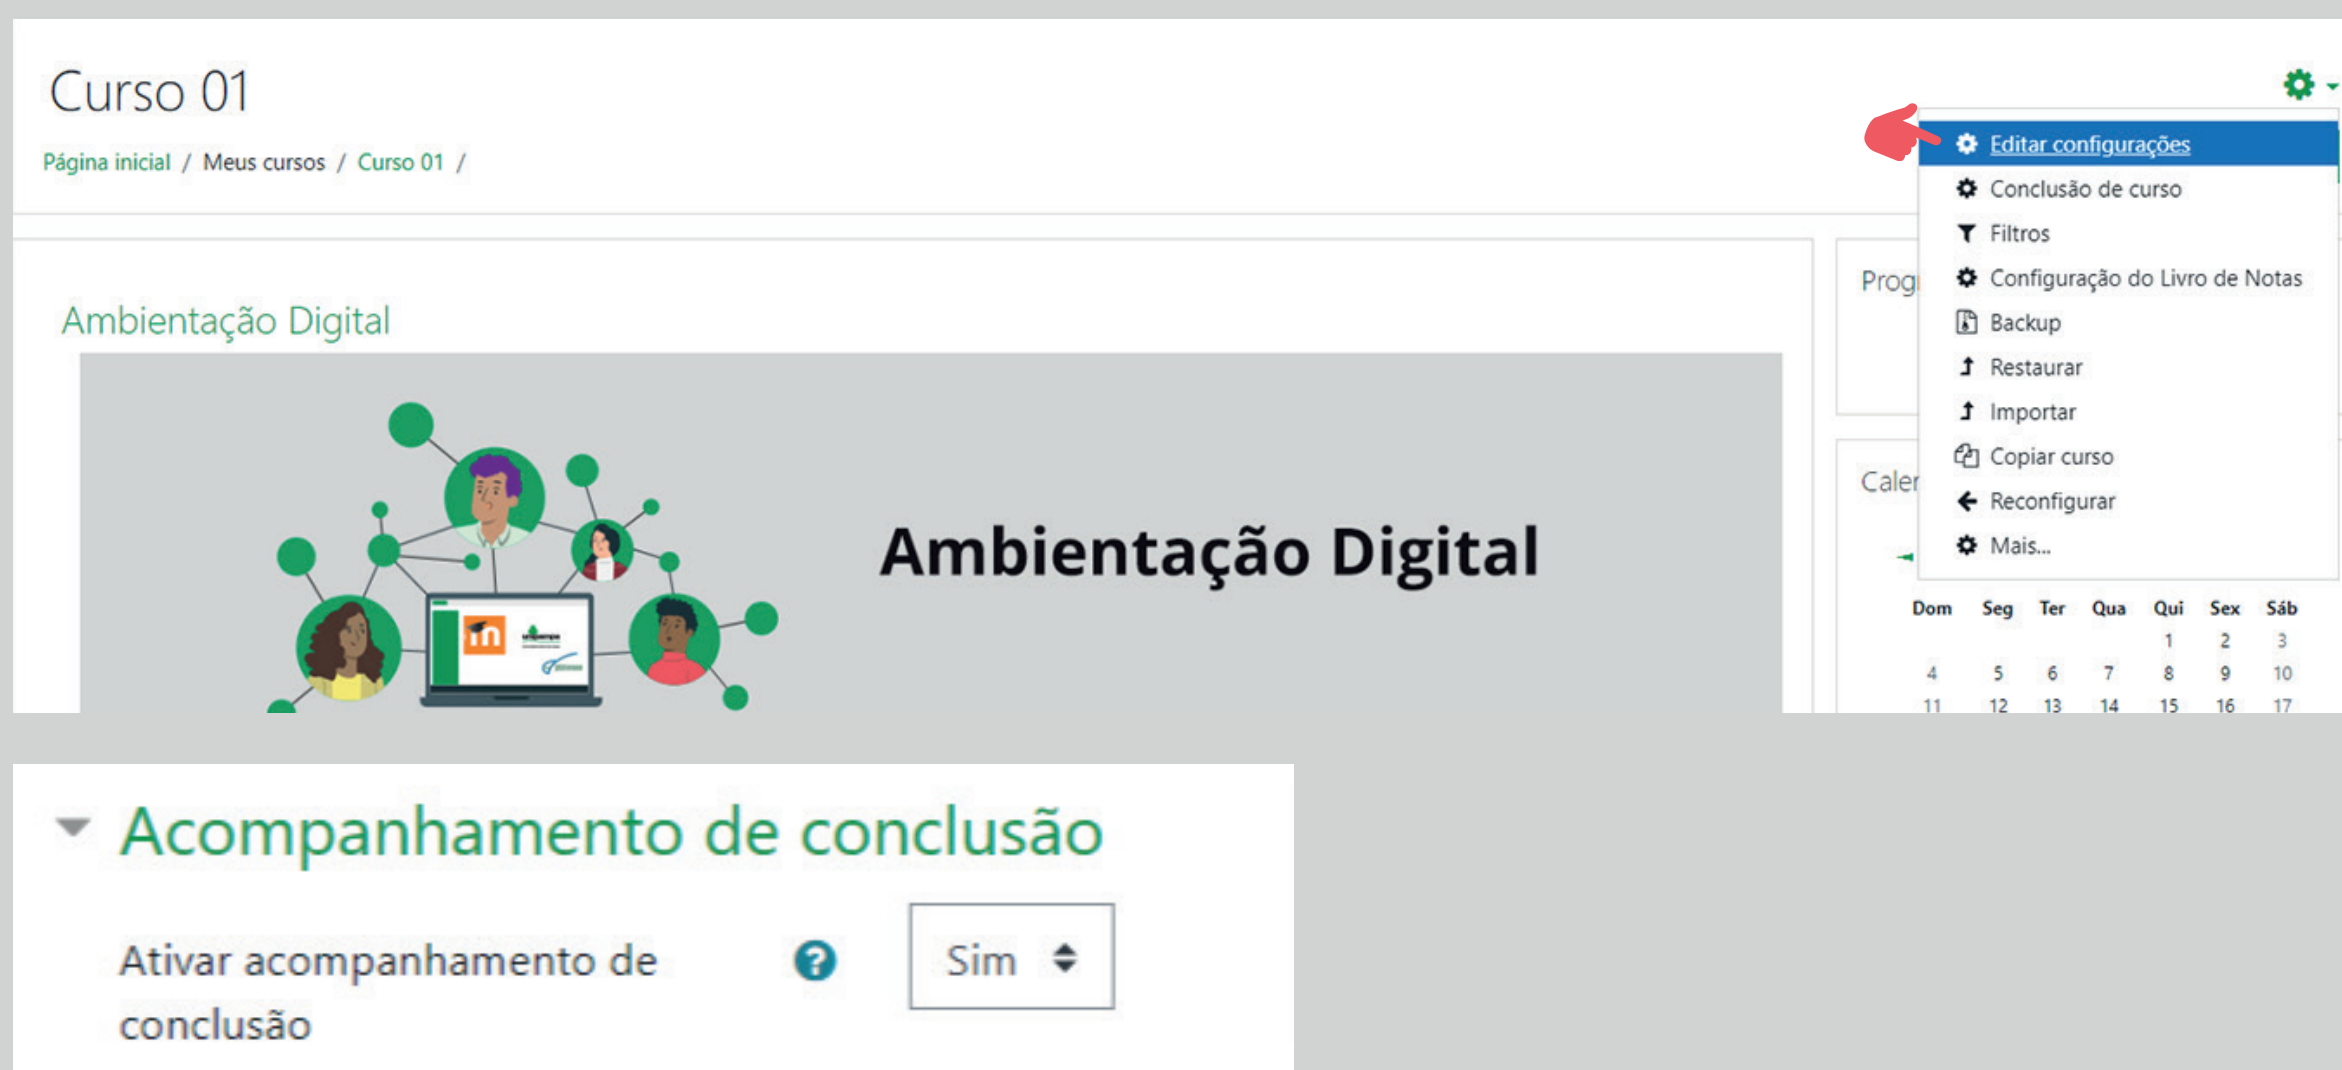 Curso 01
Página inicial / Meus cursos / Curso 01 /
Editar configurações
Conclusão de curso
Filtros
Configuração do Livro de Notas
Backup
Restaurar
Importar
Copiar curso
Reconfigurar
Mais...
Ambientação Digital
Ambientação Digital
Prog
Caler
Dom Seg Ter Qua Qui Sex Sáb
1 2 3
4 5 6 7 8 9 10
11 12 13 14 15 16 17
Acompanhamento de conclusão
Ativar acompanhamento de
conclusão
Sim